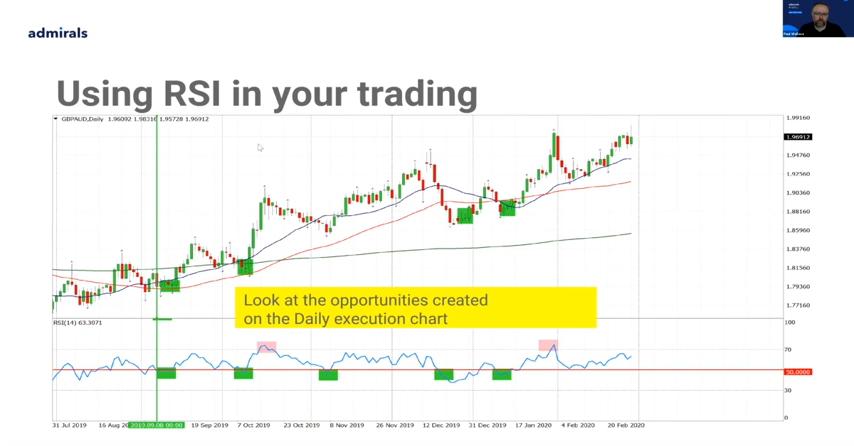 admirals
Using RSI in your trading
GBPAUD,Daily 1.96092 1.98316 1.95728 1.96912
1.99160
1.96912
1.94760
1.92360
1.90360
1.88160
1.85960
1.83760
1.81560
1.79360
1.77160
Look at the opportunities created
on the Daily execution chart
RSI(14) 63.3071
100
70
50.0000
30
0
31 Jul 2019 16 Aug 2019.09.08 00:00 19 Sep 2019 7 Oct 2019 23 Oct 2019 8 Nov 2019 26 Nov 2019 12 Dec 2019 31 Dec 2019 17 Jan 2020 4 Feb 2020 20 Feb 2020